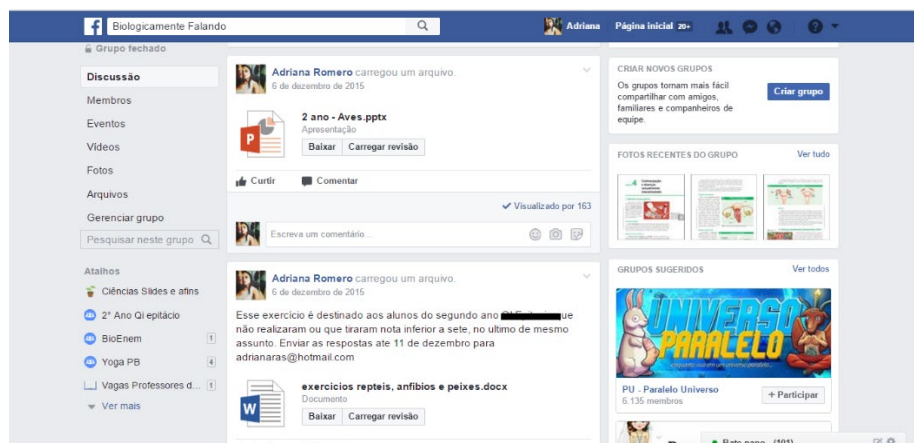 Biologicamente Falando
Adriana
Página inicial 20+
Grupo fechado
Discussão
Membros
Eventos
Vídeos
Fotos
Arquivos
Gerenciar grupo
Pesquisar neste grupo
Atalhos
Ciências Slides e afins
2° Ano Qi epitácio
BioEnem 1
Yoga PB 4
Vagas Professores d... 1
Ver mais
Adriana Romero carregou um arquivo.
6 de dezembro de 2015
2 ano - Aves.pptx
Apresentação
Baixar Carregar revisão
Curtir Comentar
Visualizado por 163
Escreva um comentário...
Adriana Romero carregou um arquivo.
6 de dezembro de 2015
Esse exercício é destinado aos alunos do segundo ano ue
não realizaram ou que tiraram nota inferior a sete, no ultimo de mesmo
assunto. Enviar as respostas ate 11 de dezembro para
adrianaras@hotmail.com
exercicios repteis, anfibios e peixes.docx
Documento
Baixar Carregar revisão
CRIAR NOVOS GRUPOS
Os grupos tornam mais fácil
compartilhar com amigos,
familiares e companheiros de
equipe.
Criar grupo
FOTOS RECENTES DO GRUPO Ver tudo
GRUPOS SUGERIDOS Ver todos
UNIVERSO
PARALELO
PU - Paralelo Universo
6.135 membros
+ Participar